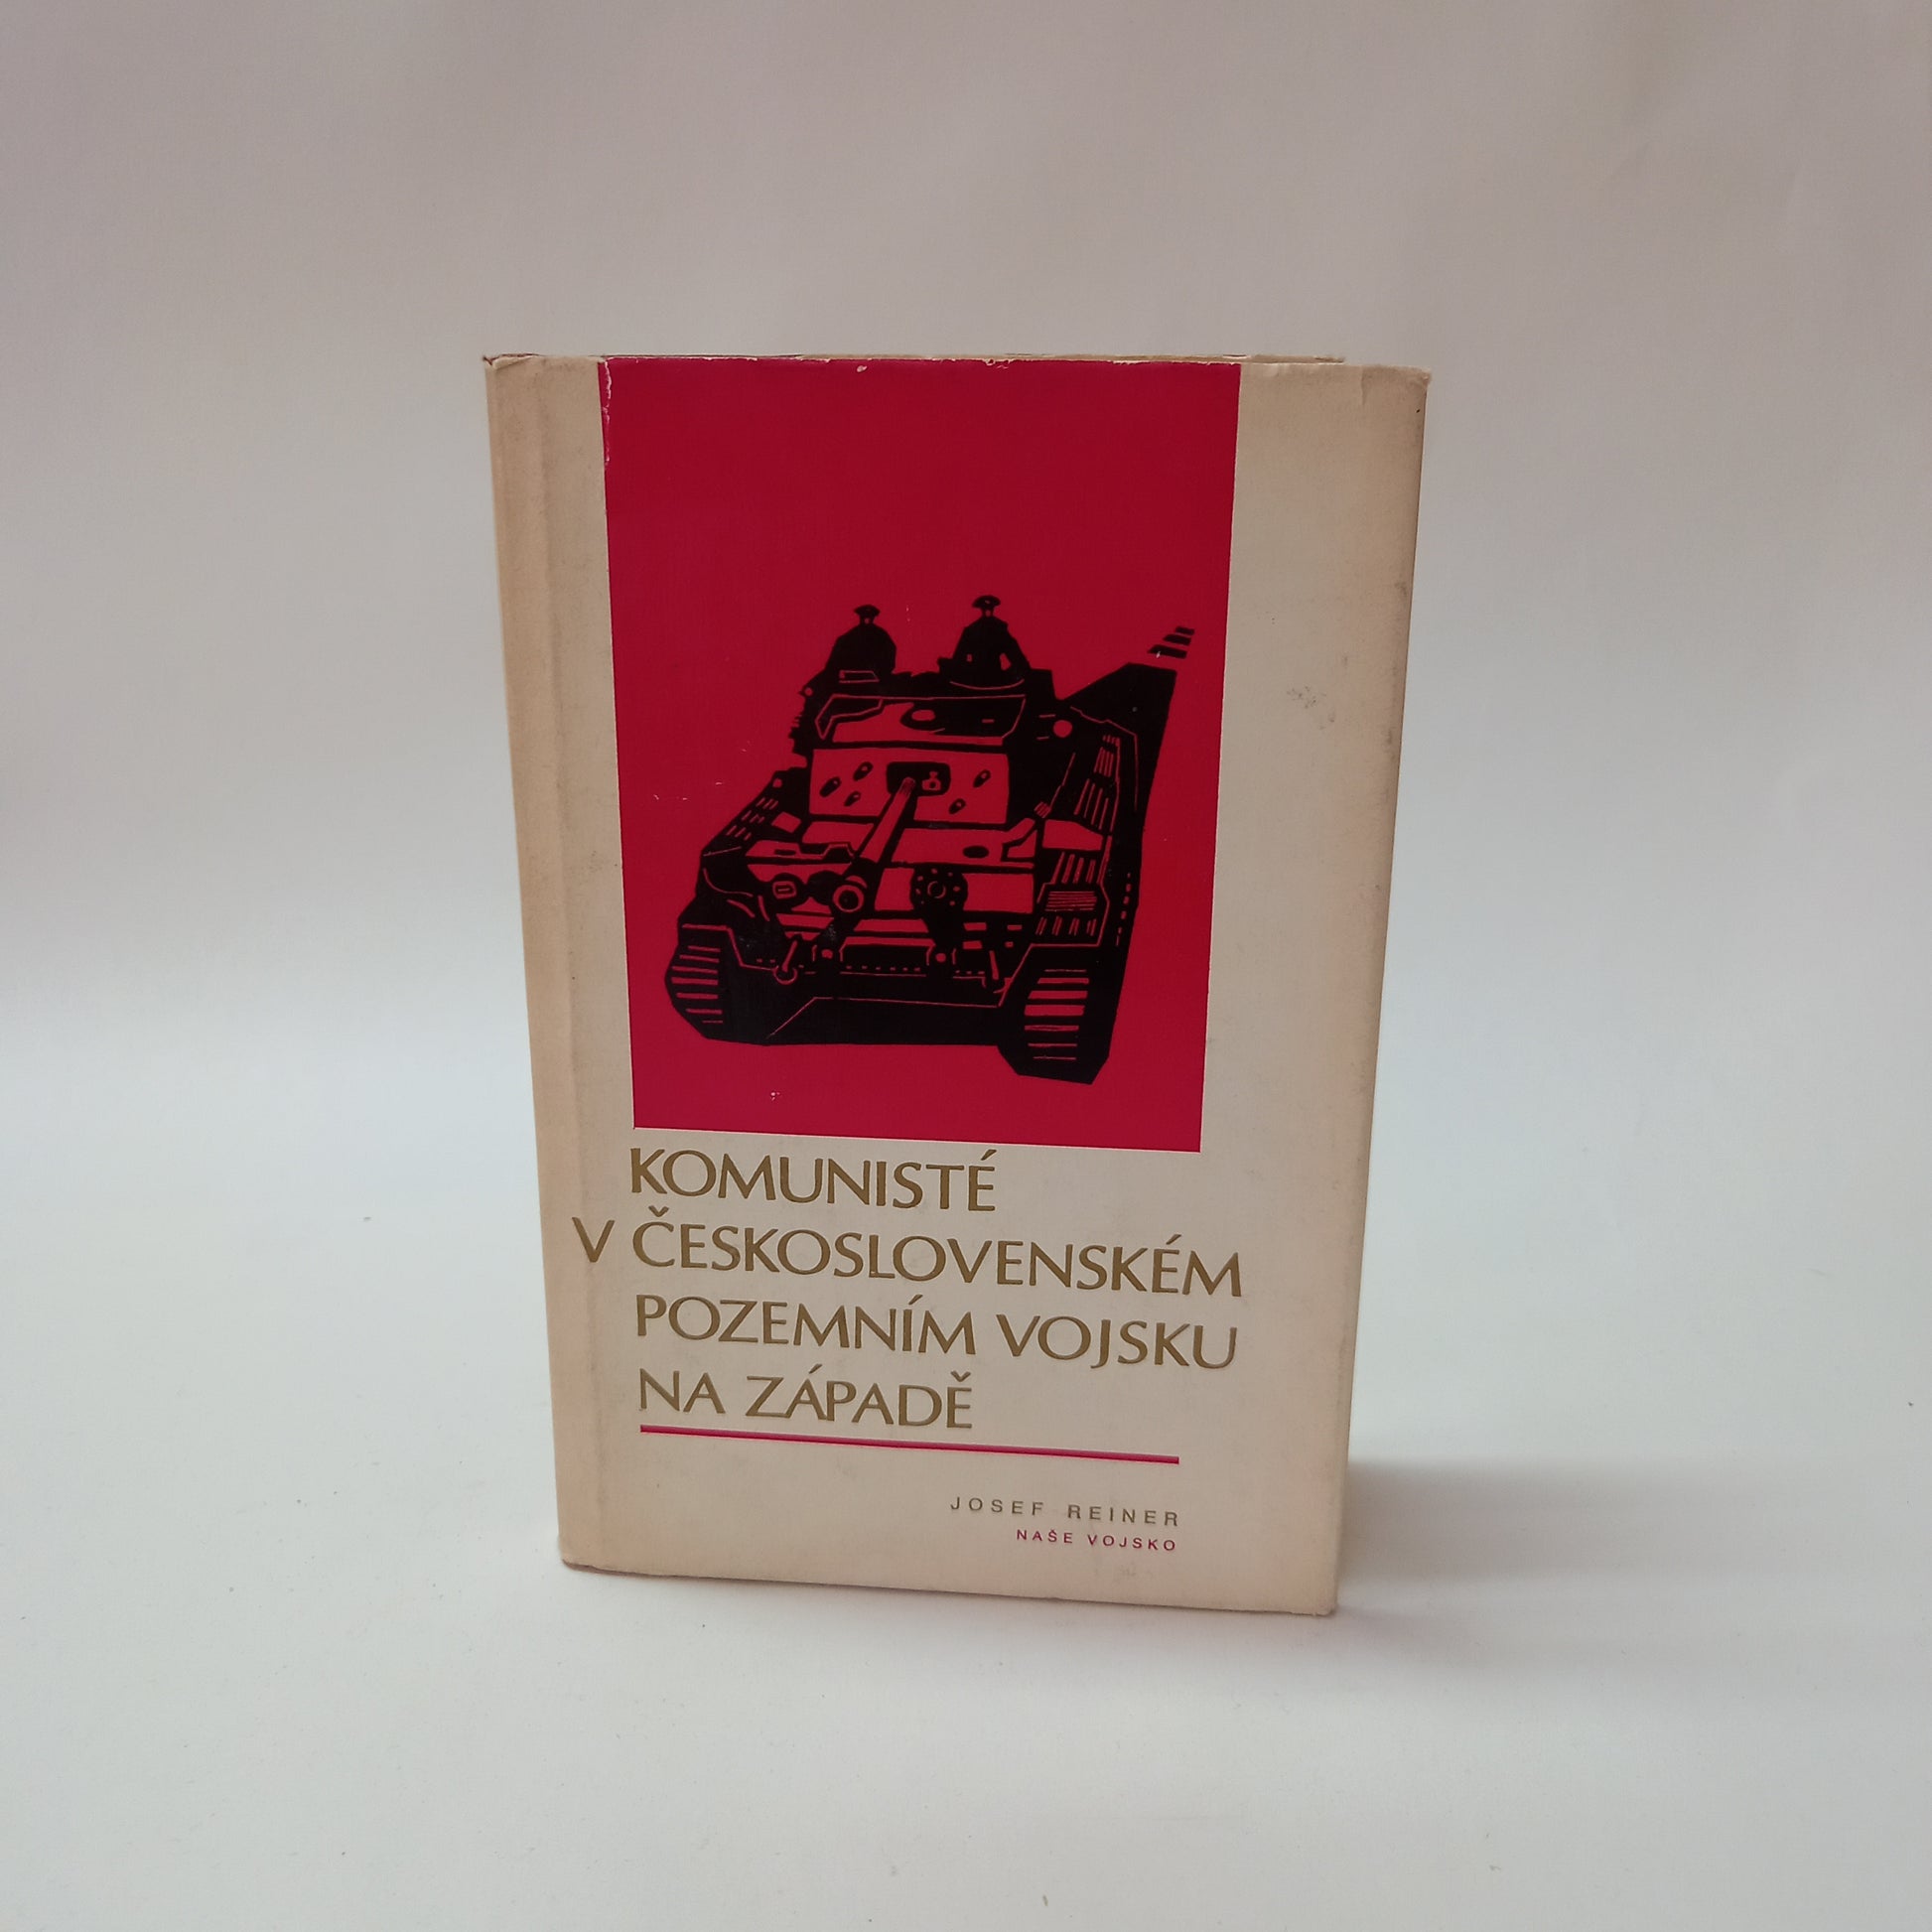 KOMUNISTÉ
V ČESKOSLOVENSKÉM
POZEMNÍM VOJSKU
NA ZÁPADĚ
JOSEF REINER
NAŠE VOJSKO